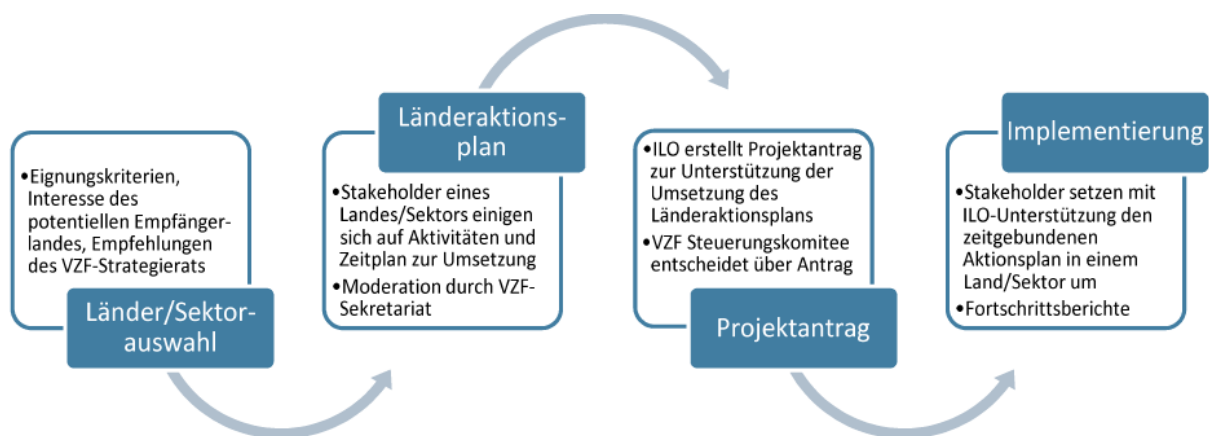 •Eignungskriterien,
Interesse des
potentiellen Empfänger-
landes, Empfehlungen
des VZF-Strategierats
Länder/Sektor-
auswahl
Länderaktions-
plan
•Stakeholder eines
Landes/Sektors einigen
sich auf Aktivitäten und
Zeitplan zur Umsetzung
•Moderation durch VZF-
Sekretariat
•ILO erstellt Projektantrag
zur Unterstützung der
Umsetzung des
Länderaktionsplans
•VZF Steuerungskomitee
entscheidet über Antrag
Projektantrag
Implementierung
•Stakeholder setzen mit
ILO-Unterstützung den
zeitgebundenen
Aktionsplan in einem
Land/Sektor um
•Fortschrittsberichte